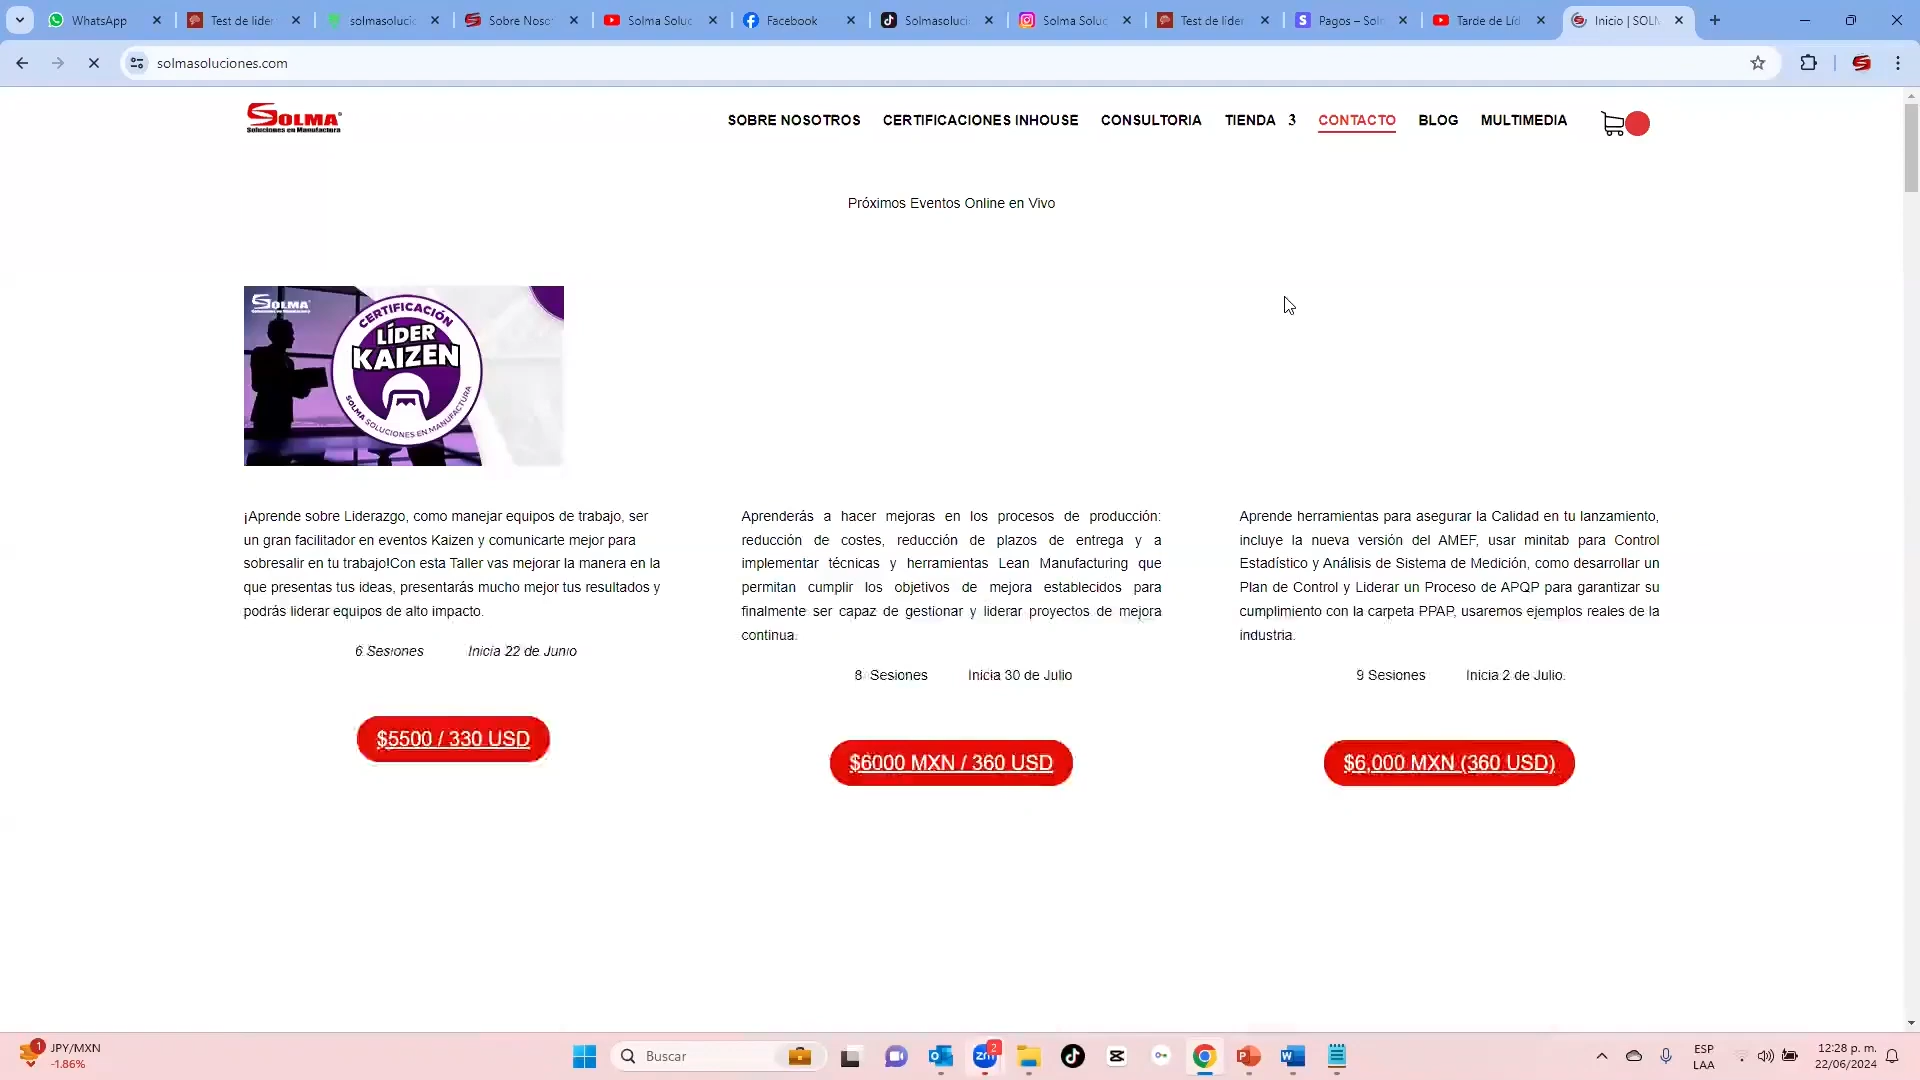 WhatsApp
Test de lider
solmasolucio
Sobre Noso
Solma Soluc
Facebook
Solmasoluci
Solma Soluc
Test de lider
Pagos – Sol
Tarde de Líd
Inicio | SOLM
solmasoluciones.com
SOLMA
Soluciones en Manufactura
SOBRE NOSOTROS
CERTIFICACIONES INHOUSE
CONSULTORIA
TIENDA 3
CONTACTO
BLOG
MULTIMEDIA
Próximos Eventos Online en Vivo
SOLMA
CERTIFICACIÓN
LÍDER
KAIZEN
SOLMA SOLUCIONES EN MANUFACTURA
¡Aprende sobre Liderazgo, como manejar equipos de trabajo, ser
un gran facilitador en eventos Kaizen y comunicarte mejor para
sobresalir en tu trabajo!Con esta Taller vas mejorar la manera en la
que presentas tus ideas, presentarás mucho mejor tus resultados y
podrás liderar equipos de alto impacto.
6 Sesiones Inicia 22 de Junio
$5500 / 330 USD
Aprenderás a hacer mejoras en los procesos de producción:
reducción de costes, reducción de plazos de entrega y a
implementar técnicas y herramientas Lean Manufacturing que
permitan cumplir los objetivos de mejora establecidos para
finalmente ser capaz de gestionar y liderar proyectos de mejora
continua.
8 Sesiones Inicia 30 de Julio
$6000 MXN / 360 USD
Aprende herramientas para asegurar la Calidad en tu lanzamiento,
incluye la nueva versión del AMEF, usar minitab para Control
Estadístico y Análisis de Sistema de Medición, como desarrollar un
Plan de Control y Liderar un Proceso de APQP para garantizar su
cumplimiento con la carpeta PPAP, usaremos ejemplos reales de la
industria.
9 Sesiones Inicia 2 de Julio.
$6,000 MXN (360 USD)
1
JPY/MXN
-1.86%
Buscar
2
zm
ESP
LAA
12:28 p. m.
22/06/2024